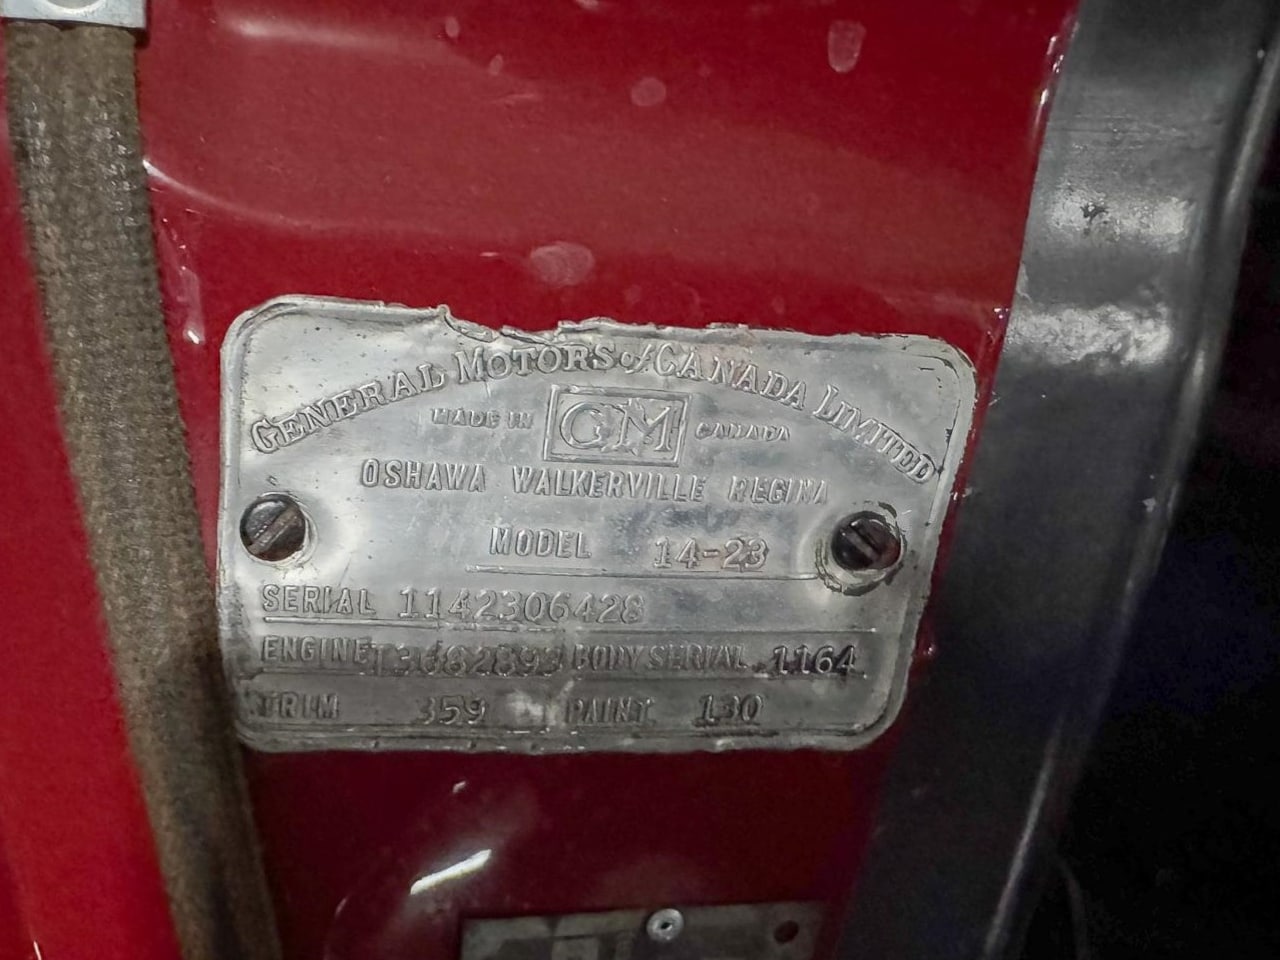 GENERAL MOTORS of CANADA LIMITED
MADE IN GM CANADA
OSHAWA WALKERVILLE REGINA
MODEL 14-23
SERIAL 1142306428
ENGINE BODY SERIAL 1164
TRIM 359 PAINT 130